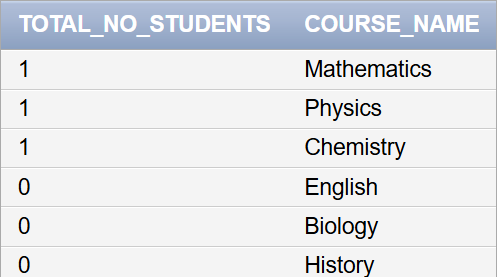 TOTAL_NO_STUDENTS COURSE_NAME
1 Mathematics
1 Physics
1 Chemistry
0 English
0 Biology
0 History